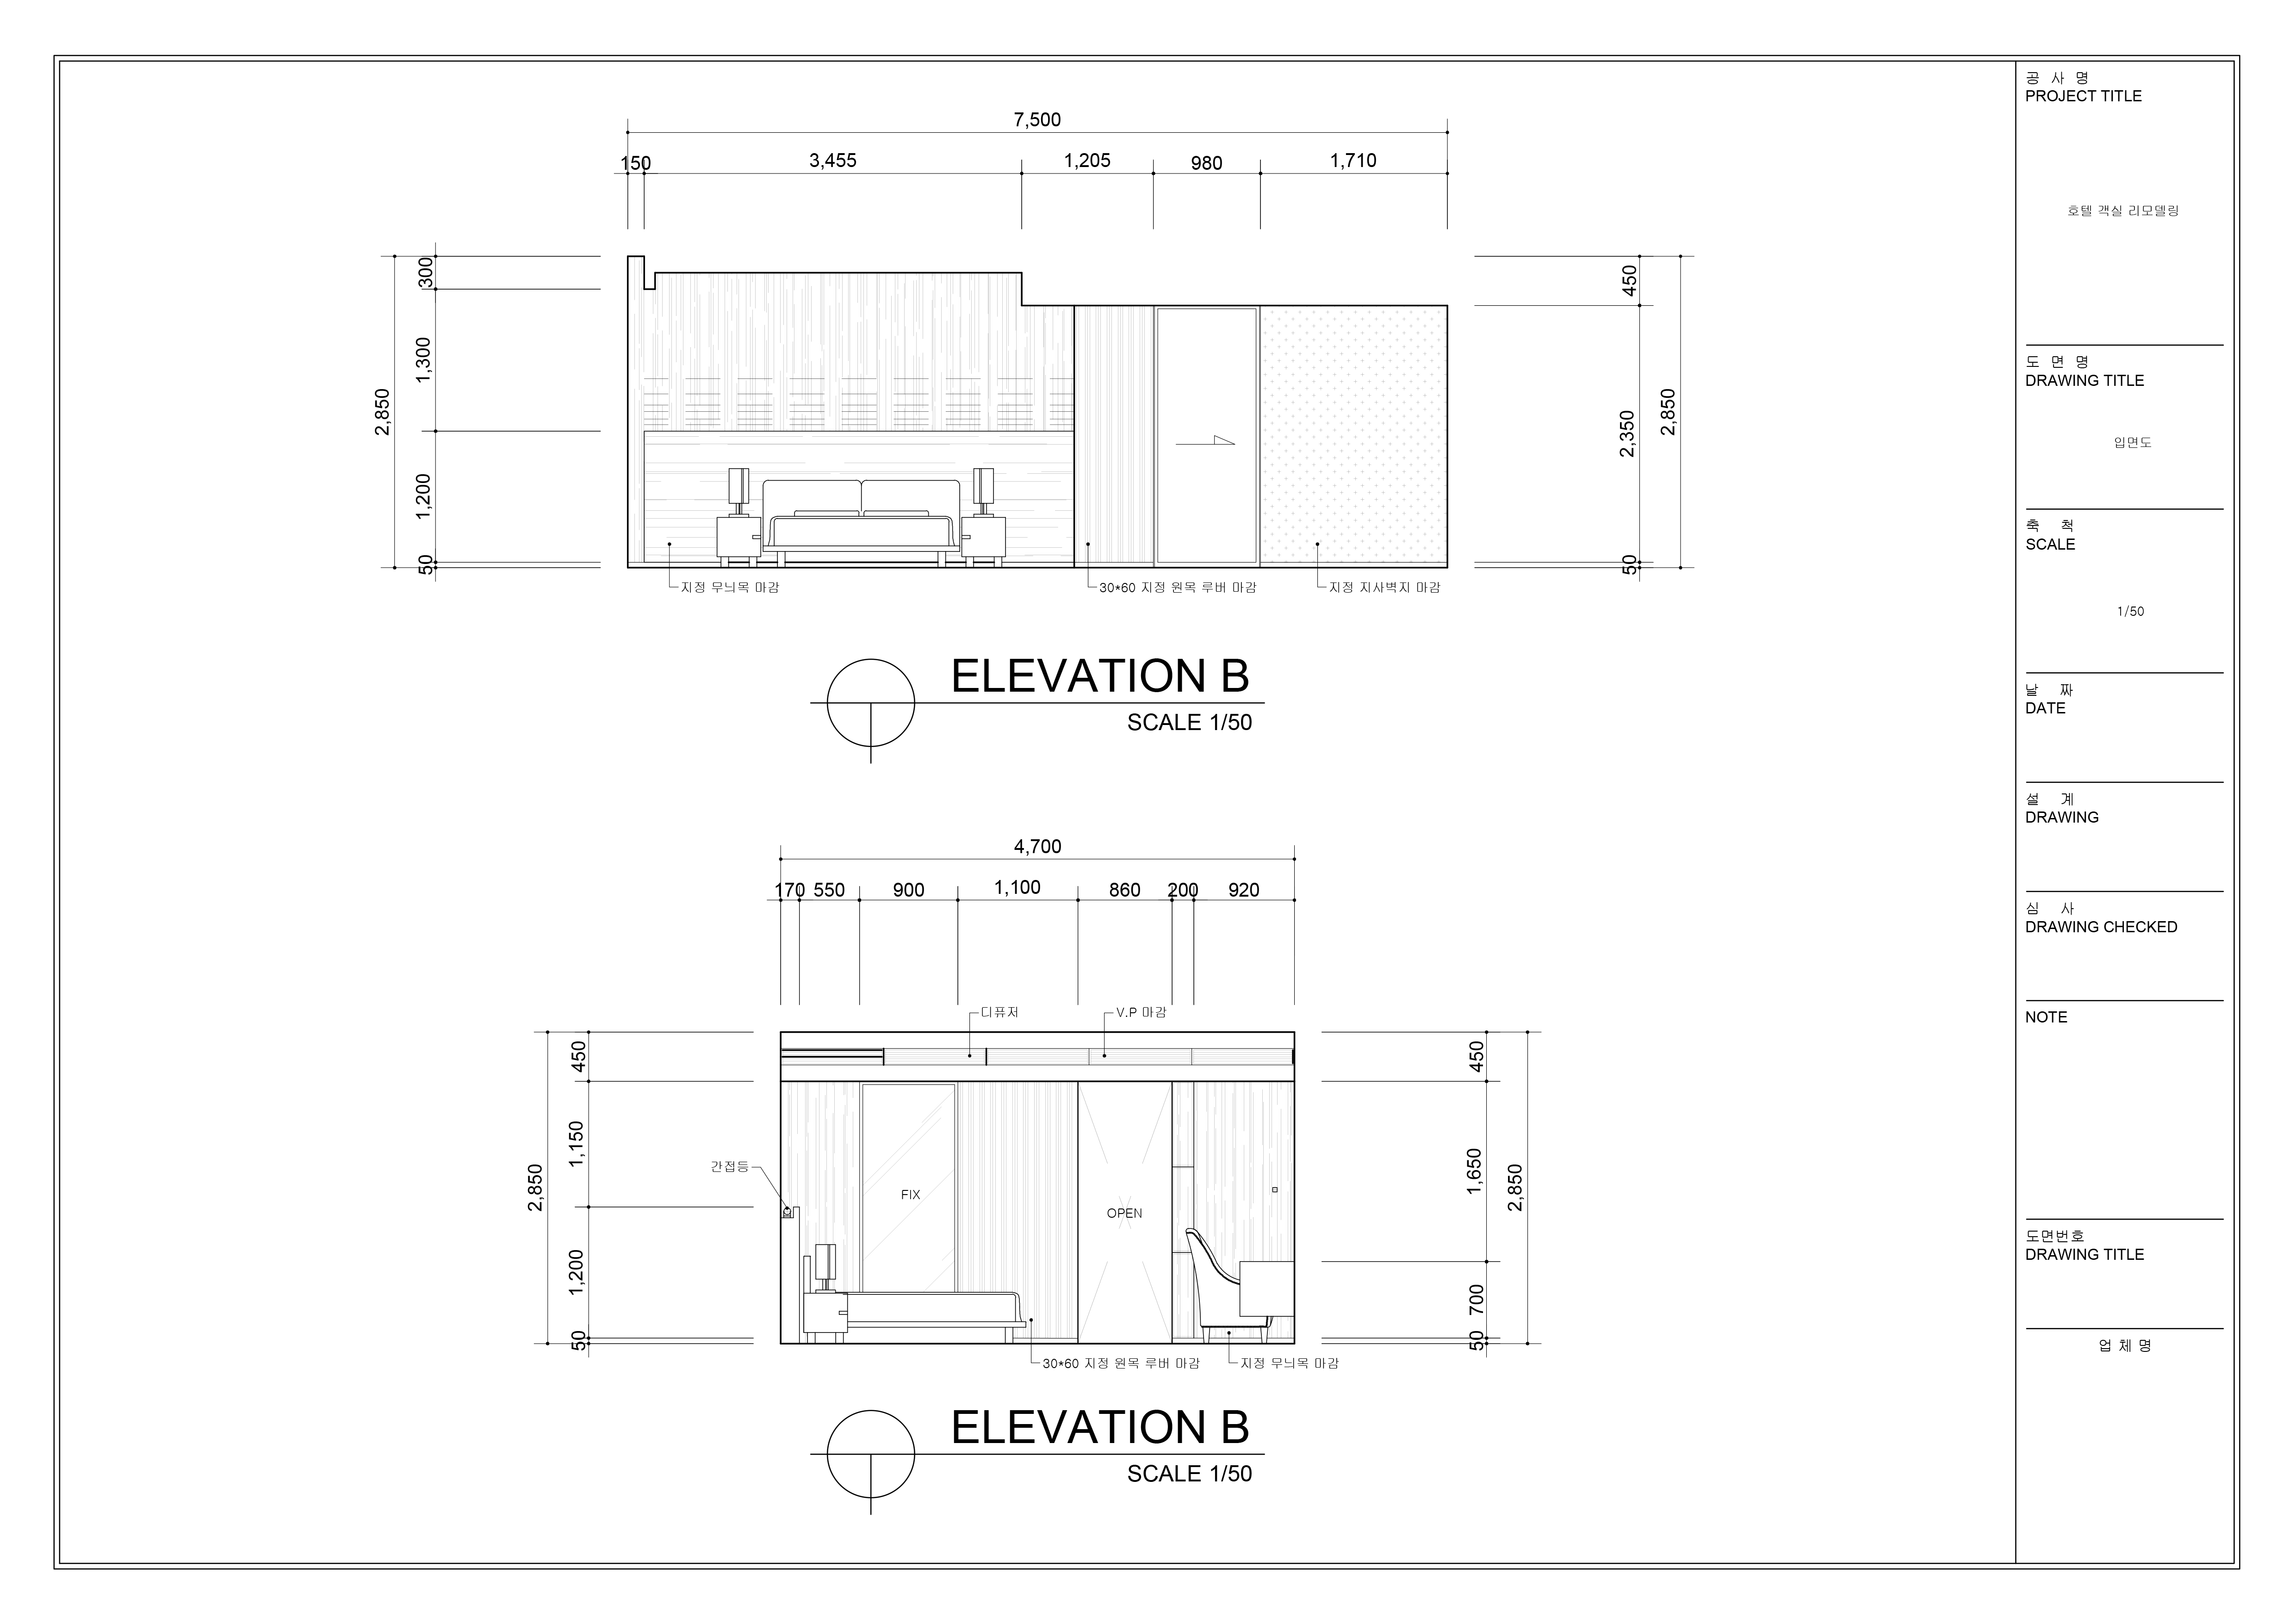 7,500
150 3,455 1,205 980 1,710
300
1,300
1,200
50
2,850
450
2,350
50
2,850
지정 무늬목 마감
30*60 지정 원목 루버 마감
지정 지사벽지 마감
ELEVATION B
SCALE 1/50
4,700
170 550 900 1,100 860 200 920
디퓨저
V.P 마감
450
1,150
1,200
50
2,850
간접등
FIX
OPEN
450
1,650
700
50
2,850
30*60 지정 원목 루버 마감
지정 무늬목 마감
ELEVATION B
SCALE 1/50
공 사 명
PROJECT TITLE
호텔 객실 리모델링
도 면 명
DRAWING TITLE
입면도
축 척
SCALE
1/50
날 짜
DATE
설 계
DRAWING
심 사
DRAWING CHECKED
NOTE
도면번호
DRAWING TITLE
업 체 명